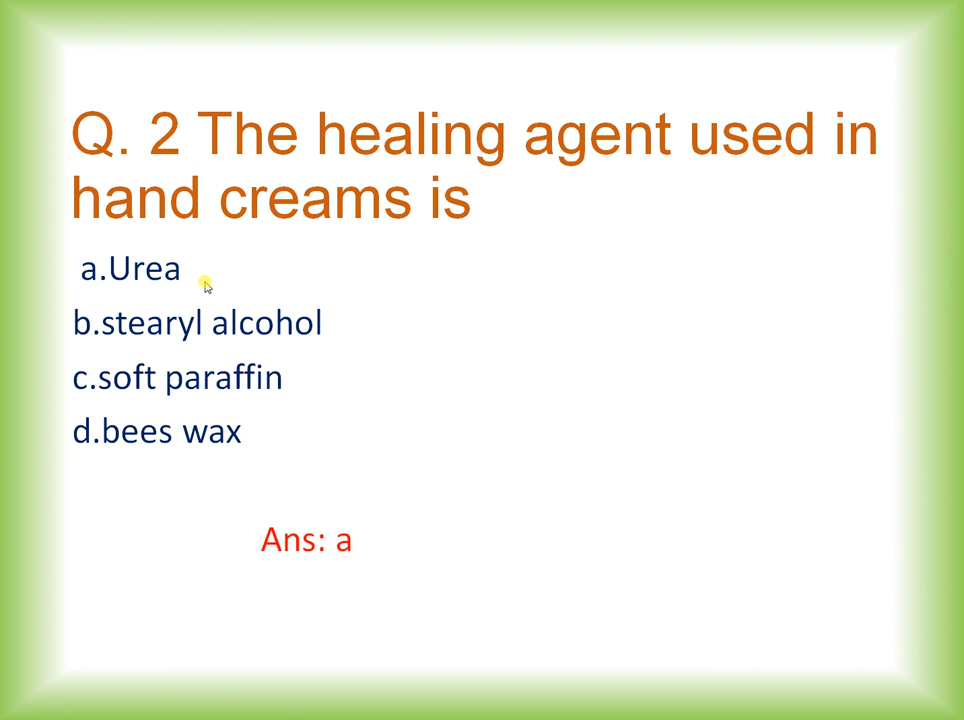 Q. 2 The healing agent used in
hand creams is
a.Urea
b.stearyl alcohol
c.soft paraffin
d.bees wax
Ans: a